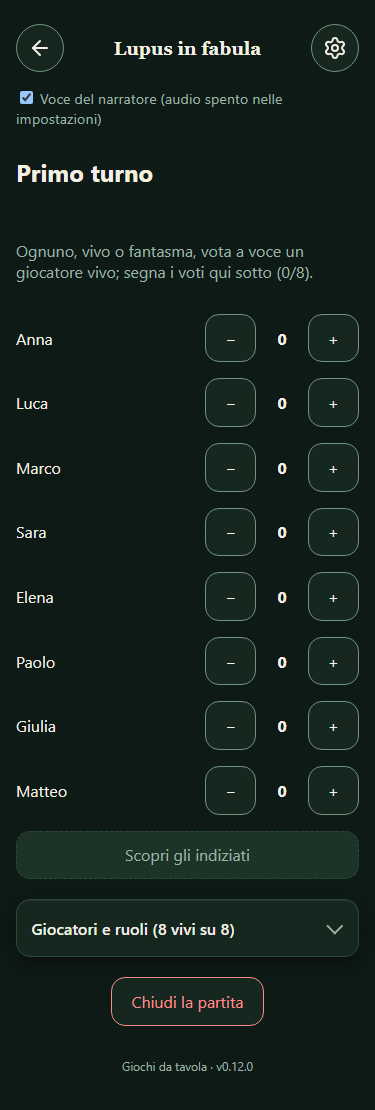 Lupus in fabula
Voce del narratore (audio spento nelle
impostazioni)
Primo turno
Ognuno, vivo o fantasma, vota a voce un
giocatore vivo; segna i voti qui sotto (0/8).
Anna – 0 +
Luca – 0 +
Marco – 0 +
Sara – 0 +
Elena – 0 +
Paolo – 0 +
Giulia – 0 +
Matteo – 0 +
Scopri gli indiziati
Giocatori e ruoli (8 vivi su 8)
Chiudi la partita
Giochi da tavola · v0.12.0